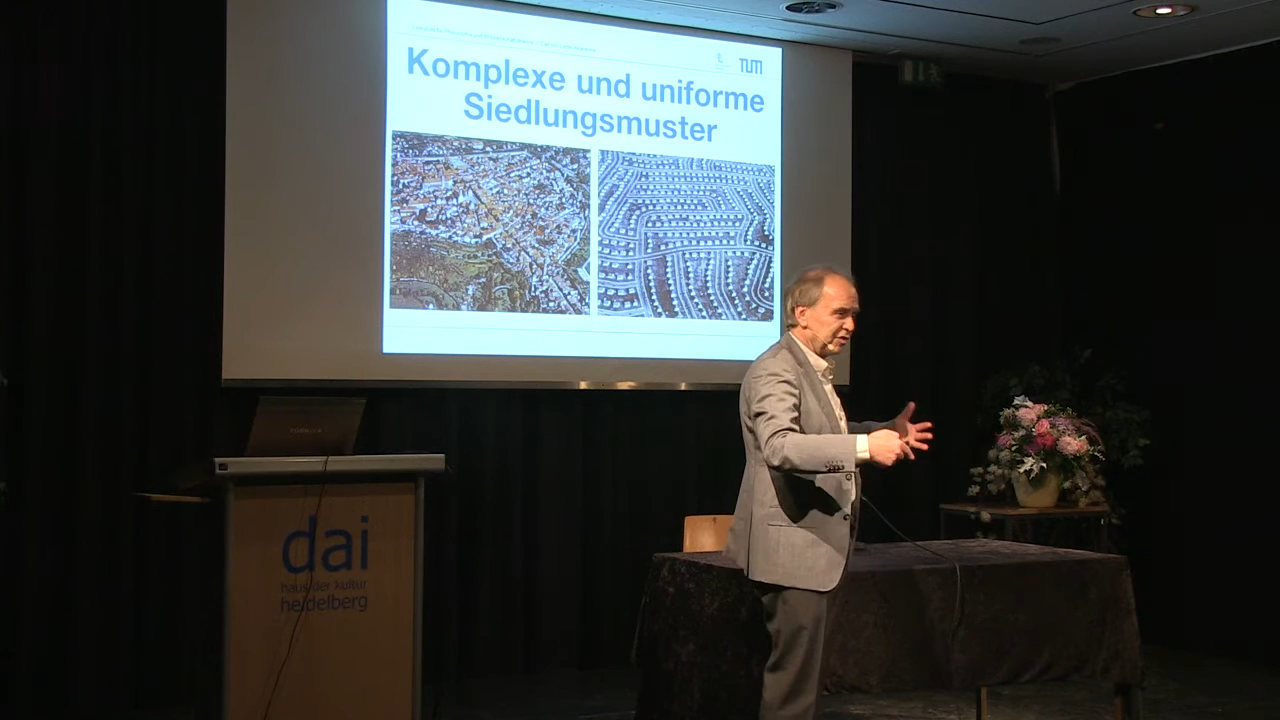 TUM
Komplexe und uniforme
Siedlungsmuster
dai
haus der kultur
heidelberg